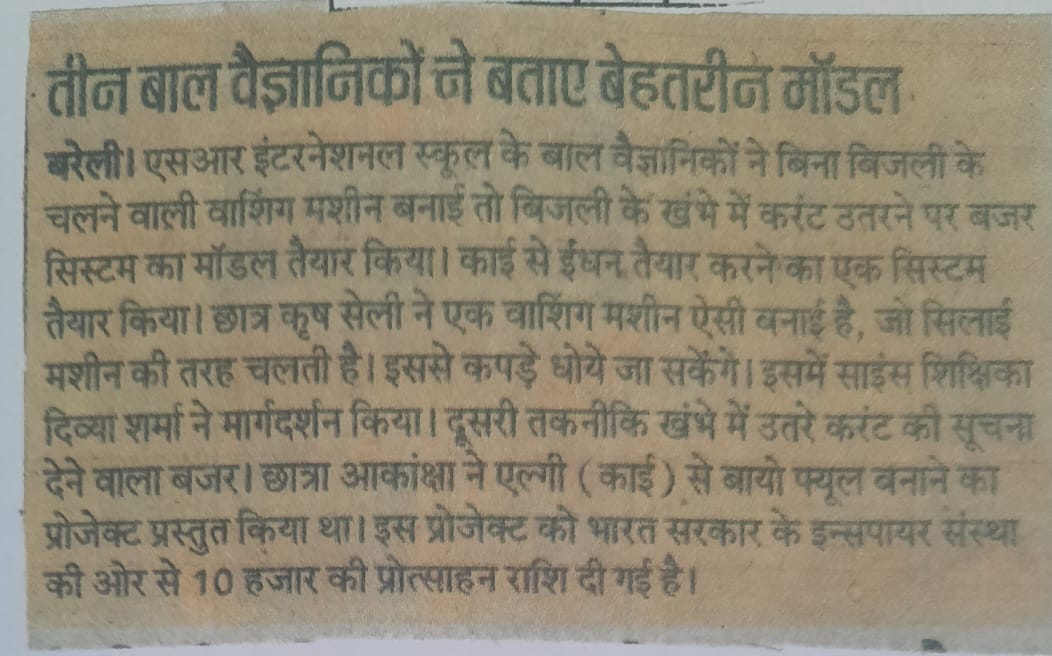 तीन बाल वैज्ञानिकों ने बताए बेहतरीन मॉडल
बरेली। एसआर इंटरनेशनल स्कूल के बाल वैज्ञानिकों ने बिना बिजली के
चलने वाली वाशिंग मशीन बनाई तो बिजली के खंभे में करंट उतरने पर बजर
सिस्टम का मॉडल तैयार किया। काई से ईंधन तैयार करने का एक सिस्टम
तैयार किया। छात्र कृष सेली ने एक वाशिंग मशीन ऐसी बनाई है, जो सिलाई
मशीन की तरह चलती है। इससे कपड़े धोये जा सकेंगे। इसमें साइंस शिक्षिका
दिव्या शर्मा ने मार्गदर्शन किया। दूसरी तकनीकि खंभे में उतरे करंट की सूचना
देने वाला बजर। छात्रा आकांक्षा ने एल्गी (काई) से बायो फ्यूल बनाने का
प्रोजेक्ट प्रस्तुत किया था। इस प्रोजेक्ट को भारत सरकार के इन्सपायर संस्था
की ओर से 10 हजार की प्रोत्साहन राशि दी गई है।